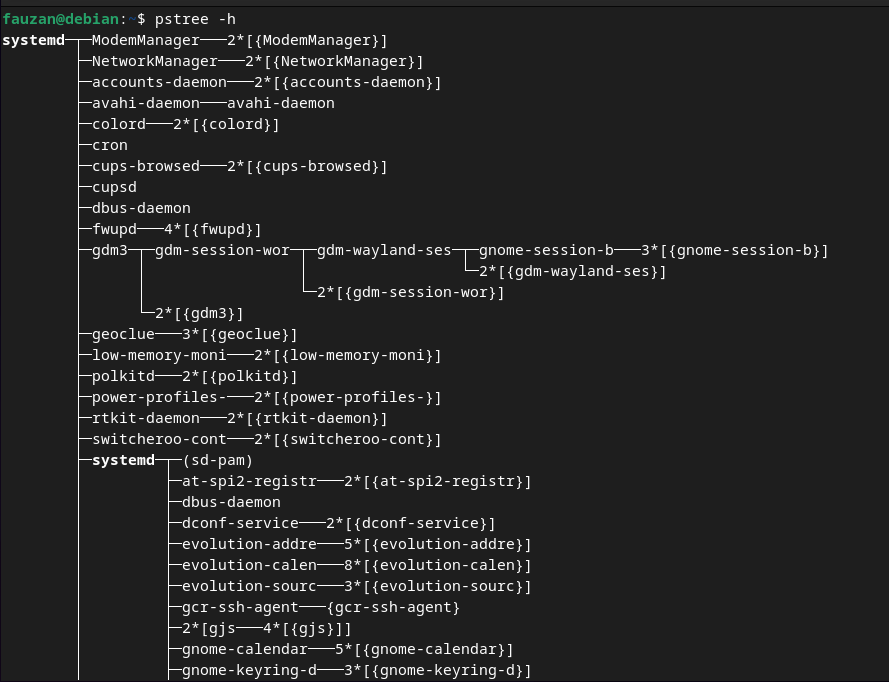 fauzan@debian:~$ pstree -h
systemd─┬─ModemManager───2*[{ModemManager}]
        ├─NetworkManager───2*[{NetworkManager}]
        ├─accounts-daemon───2*[{accounts-daemon}]
        ├─avahi-daemon───avahi-daemon
        ├─colord───2*[{colord}]
        ├─cron
        ├─cups-browsed───2*[{cups-browsed}]
        ├─cupsd
        ├─dbus-daemon
        ├─fwupd───4*[{fwupd}]
        ├─gdm3─┬─gdm-session-wor─┬─gdm-wayland-ses─┬─gnome-session-b───3*[{gnome-session-b}]
        │      │                 │                 └─2*[{gdm-wayland-ses}]
        │      │                 └─2*[{gdm-session-wor}]
        │      └─2*[{gdm3}]
        ├─geoclue───3*[{geoclue}]
        ├─low-memory-moni───2*[{low-memory-moni}]
        ├─polkitd───2*[{polkitd}]
        ├─power-profiles-───2*[{power-profiles-}]
        ├─rtkit-daemon───2*[{rtkit-daemon}]
        ├─switcheroo-cont───2*[{switcheroo-cont}]
        ├─systemd─┬─(sd-pam)
        │         ├─at-spi2-registr───2*[{at-spi2-registr}]
        │         ├─dbus-daemon
        │         ├─dconf-service───2*[{dconf-service}]
        │         ├─evolution-addre───5*[{evolution-addre}]
        │         ├─evolution-calen───8*[{evolution-calen}]
        │         ├─evolution-sourc───3*[{evolution-sourc}]
        │         ├─gcr-ssh-agent───{gcr-ssh-agent}
        │         ├─2*[gjs───4*[{gjs}]]
        │         ├─gnome-calendar───5*[{gnome-calendar}]
        │         ├─gnome-keyring-d───3*[{gnome-keyring-d}]